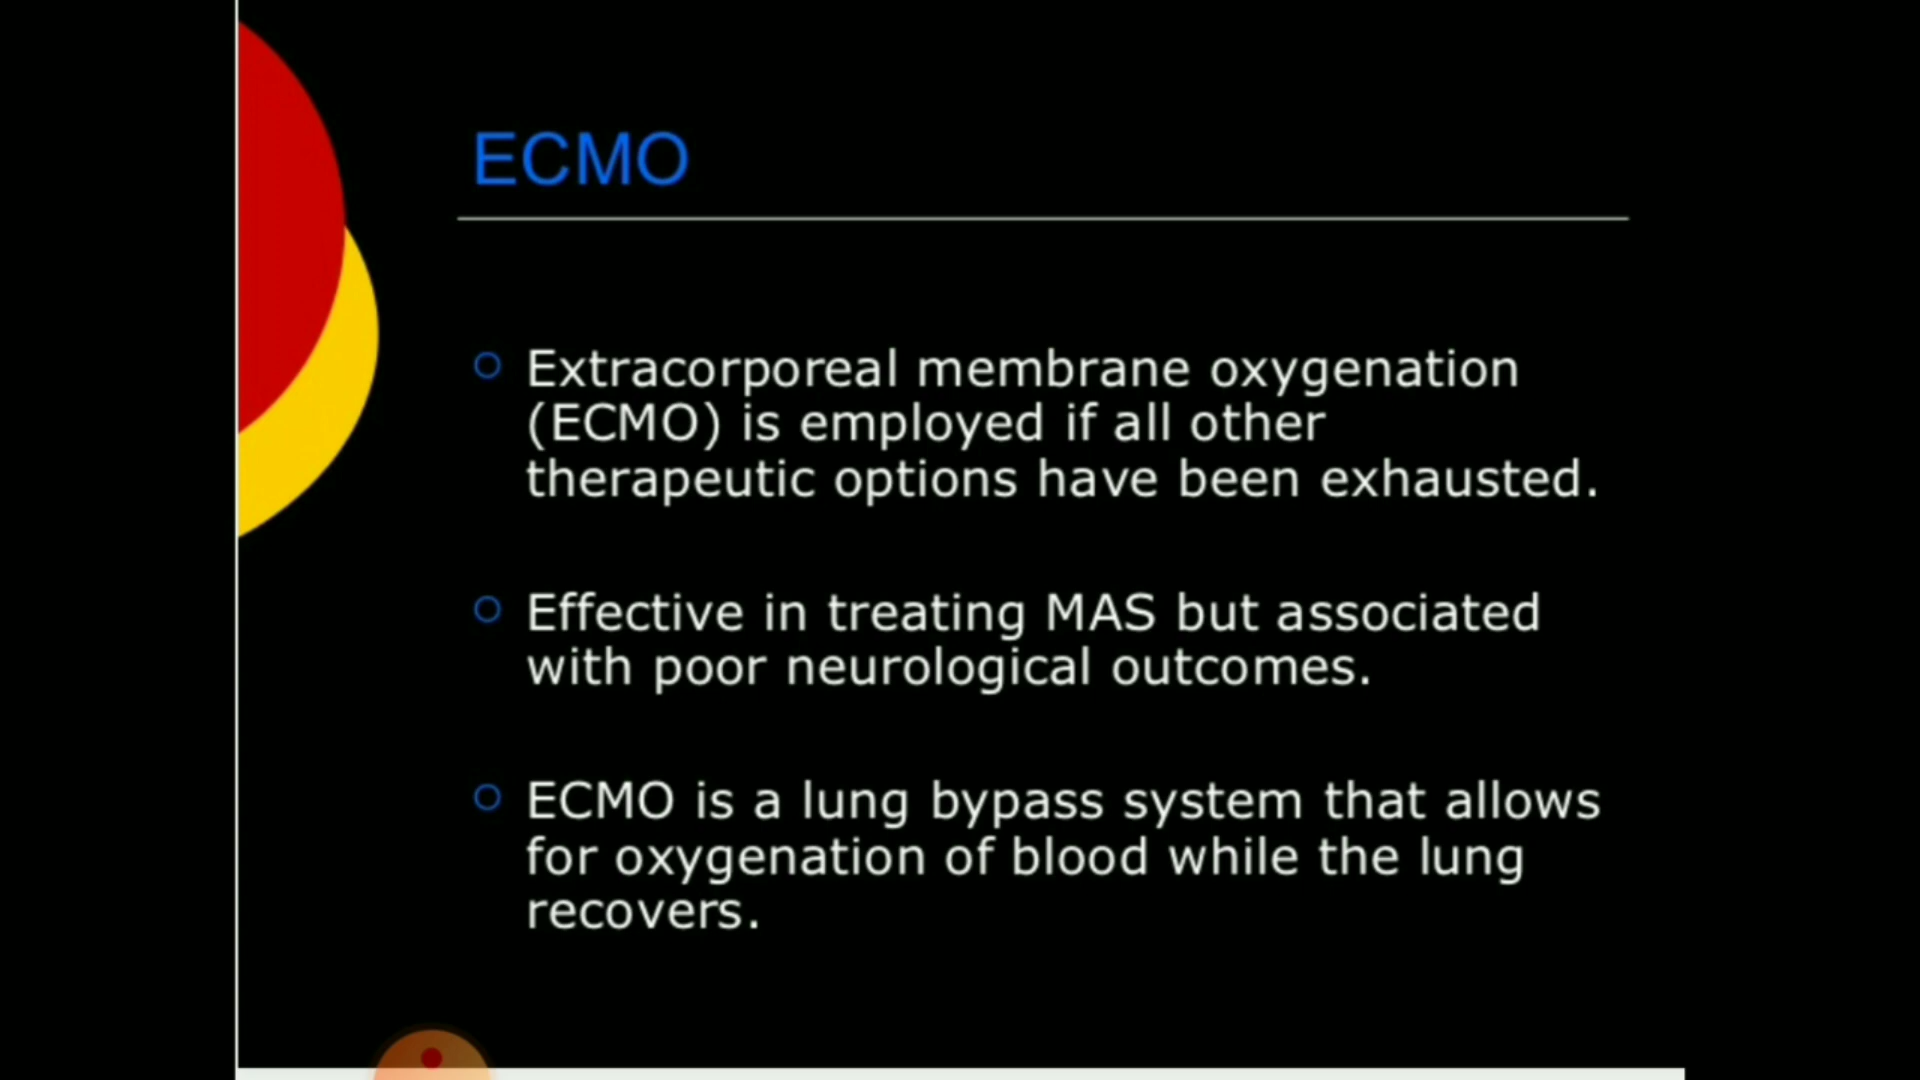 ECMO
Extracorporeal membrane oxygenation
(ECMO) is employed if all other
therapeutic options have been exhausted.
Effective in treating MAS but associated
with poor neurological outcomes.
ECMO is a lung bypass system that allows
for oxygenation of blood while the lung
recovers.